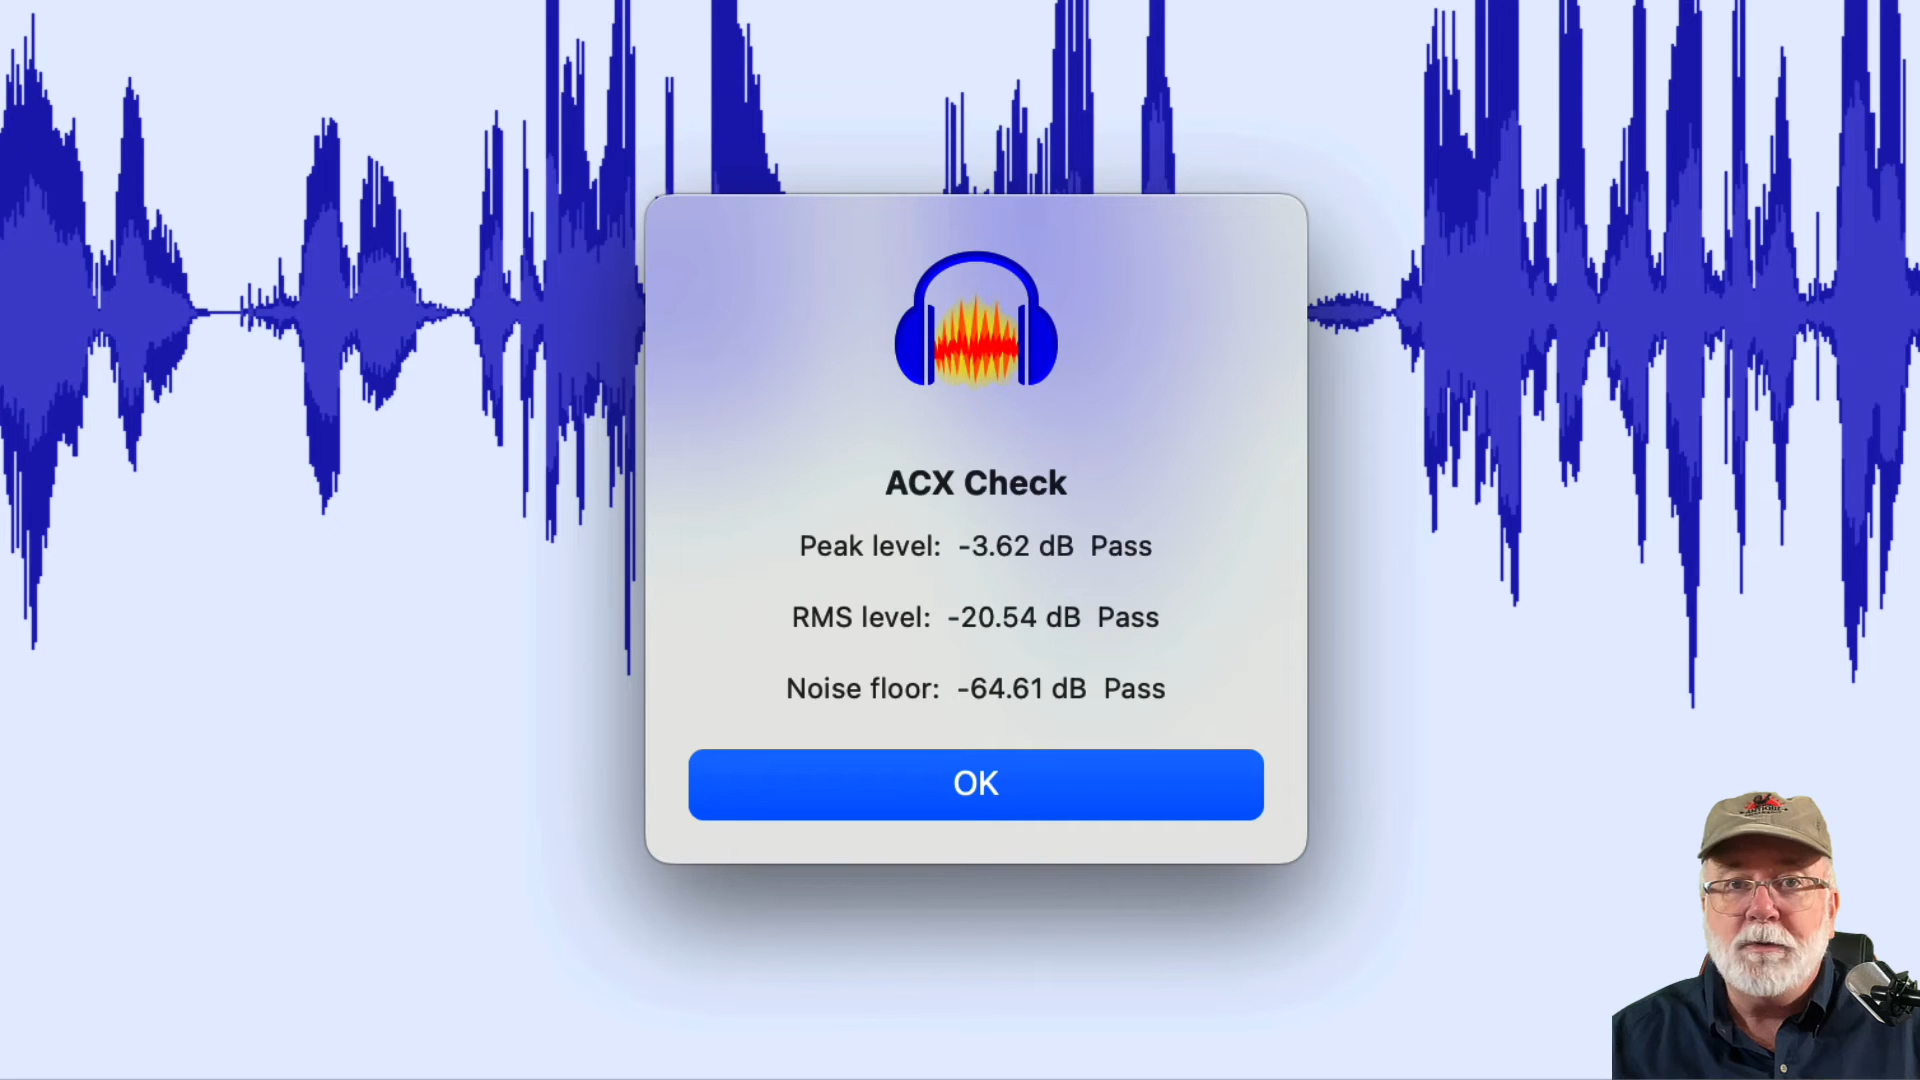 ACX Check
Peak level: -3.62 dB Pass
RMS level: -20.54 dB Pass
Noise floor: -64.61 dB Pass
OK